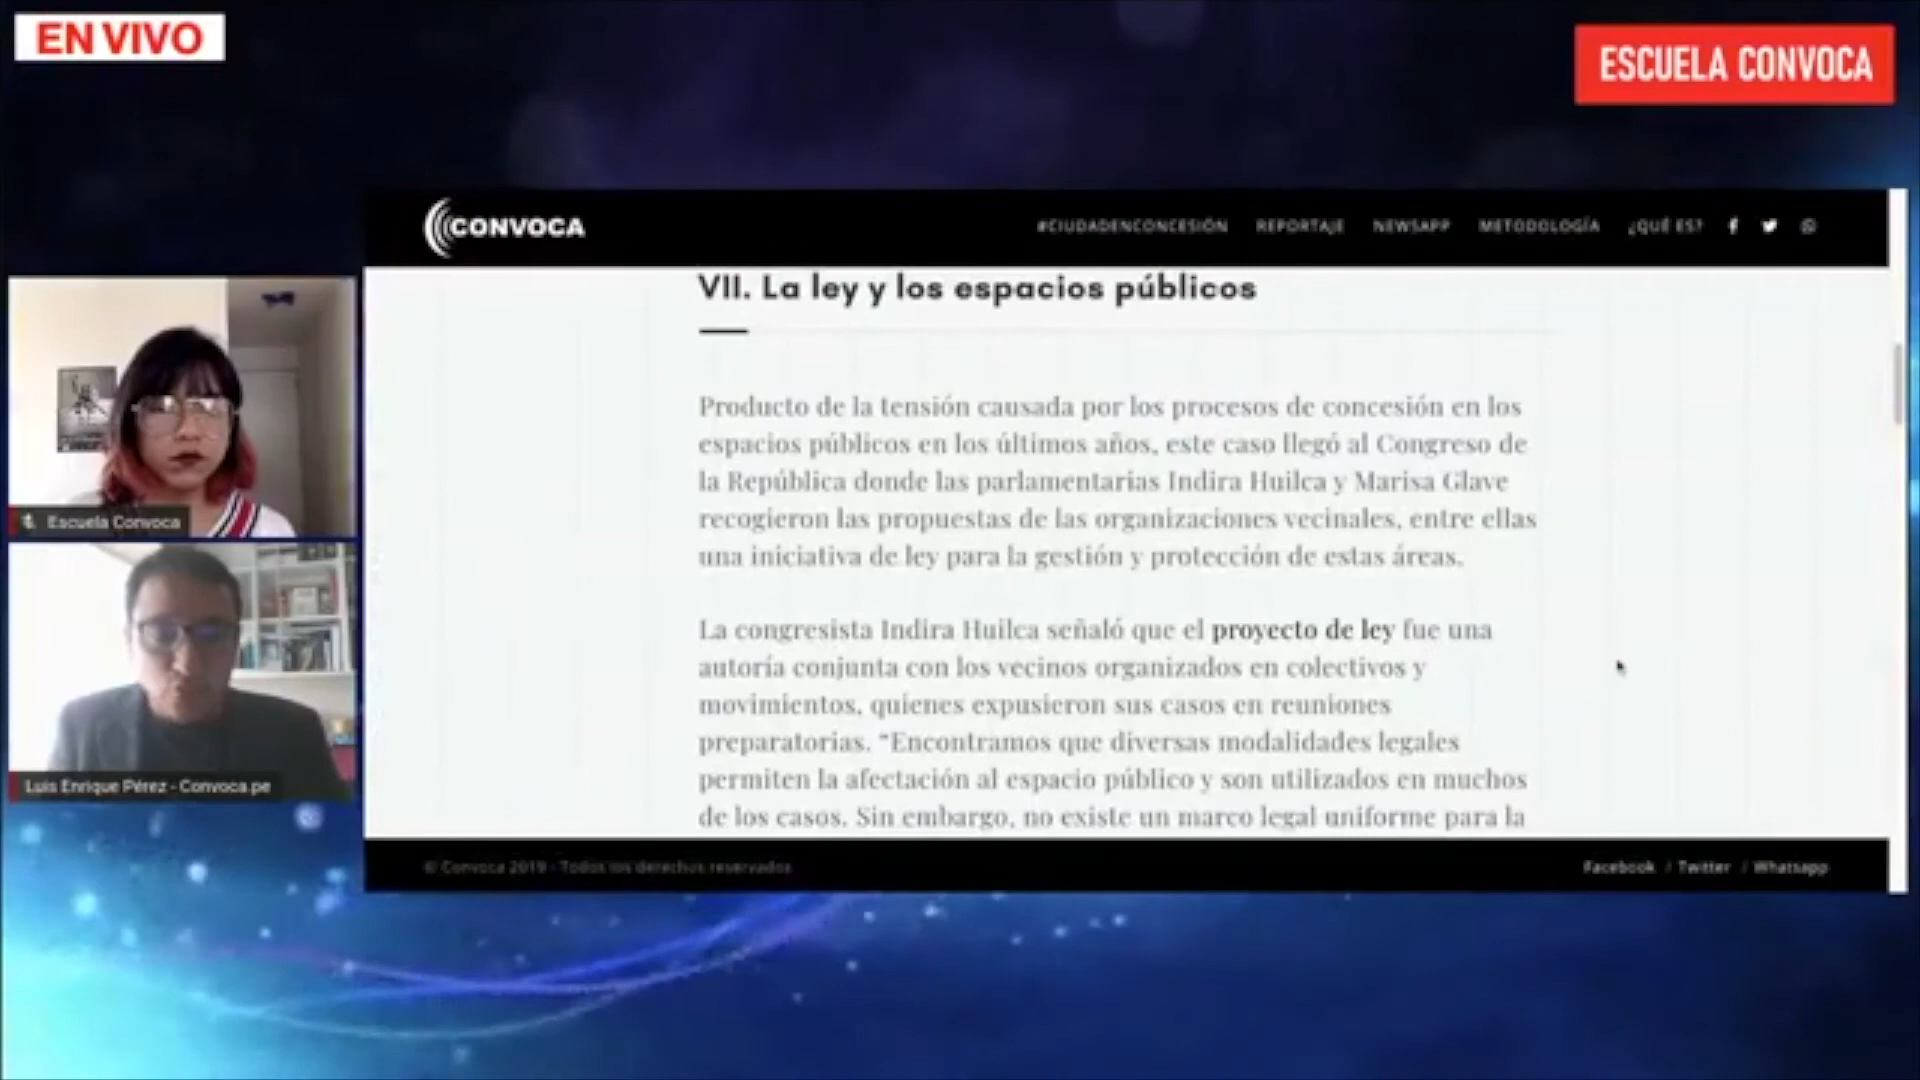 EN VIVO
ESCUELA CONVOCA
CONVOCA
#CIUDADENCONCESIÓN REPORTAJE NEWSAPP METODOLOGÍA ¿QUÉ ES?
VII. La ley y los espacios públicos
Producto de la tensión causada por los procesos de concesión en los
espacios públicos en los últimos años, este caso llegó al Congreso de
la República donde las parlamentarias Indira Huilca y Marisa Glave
recogieron las propuestas de las organizaciones vecinales, entre ellas
una iniciativa de ley para la gestión y protección de estas áreas.
La congresista Indira Huilca señaló que el proyecto de ley fue una
autoría conjunta con los vecinos organizados en colectivos y
movimientos, quienes expusieron sus casos en reuniones
preparatorias. “Encontramos que diversas modalidades legales
permiten la afectación al espacio público y son utilizados en muchos
de los casos. Sin embargo, no existe un marco legal uniforme para la
Escuela Convoca
Luis Enrique Pérez - Convoca.pe
© Convoca 2019 - Todos los derechos reservados
Facebook / Twitter / Whatsapp